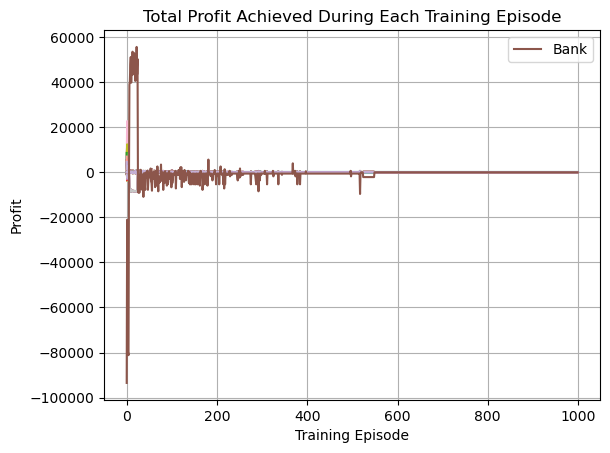 Total Profit Achieved During Each Training Episode
Bank
60000
40000
20000
0
−20000
−40000
−60000
−80000
−100000
Profit
0 200 400 600 800 1000
Training Episode